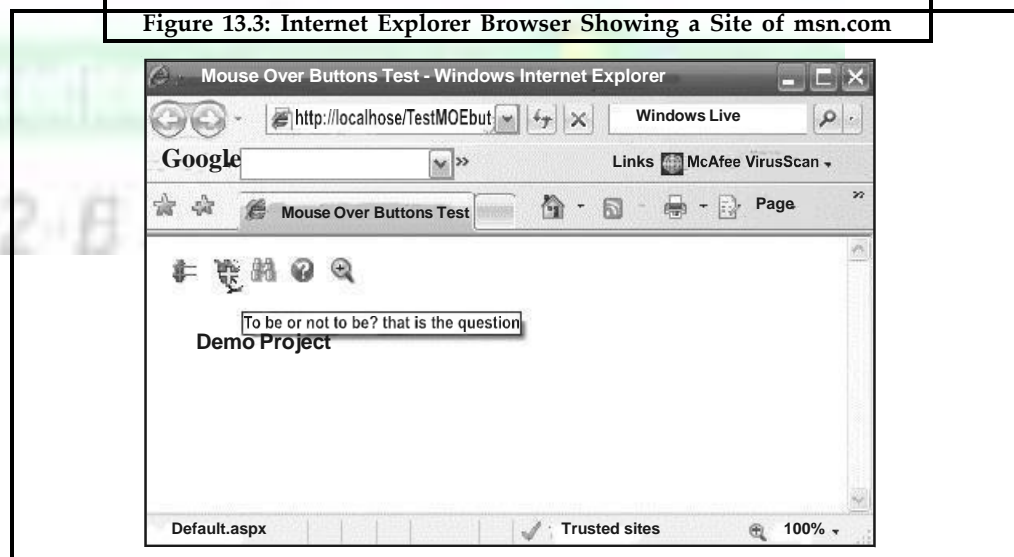 Figure 13.3: Internet Explorer Browser Showing a Site of msn.com
Mouse Over Buttons Test - Windows Internet Explorer
http://localhose/TestMOEbut
Windows Live
Google
Links McAfee VirusScan
Mouse Over Buttons Test
Page
To be or not to be? that is the question
Demo Project
Default.aspx
Trusted sites
100%